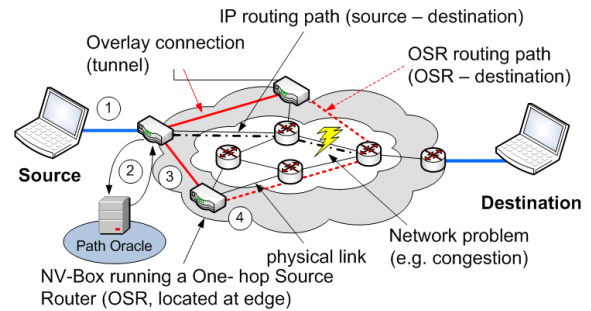 IP routing path (source – destination)
Overlay connection
(tunnel)
OSR routing path
(OSR – destination)
1
Source
2
3
4
Path Oracle
Destination
physical link
Network problem
(e.g. congestion)
NV-Box running a One- hop Source
Router (OSR, located at edge)